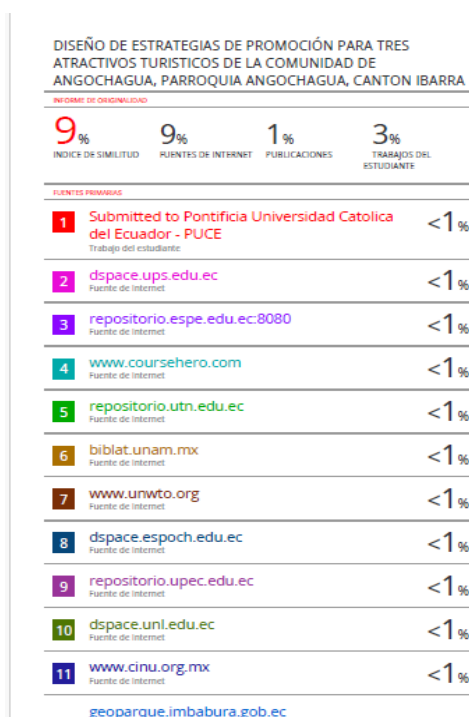 DISEÑO DE ESTRATEGIAS DE PROMOCIÓN PARA TRES
ATRACTIVOS TURISTICOS DE LA COMUNIDAD DE
ANGOCHAGUA, PARROQUIA ANGOCHAGUA, CANTON IBARRA
INFORME DE ORIGINALIDAD
9% 9% 1% 3%
INDICE DE SIMILITUD FUENTES DE INTERNET PUBLICACIONES TRABAJOS DEL
ESTUDIANTE
FUENTES PRIMARIAS
1 Submitted to Pontificia Universidad Catolica <1%
del Ecuador - PUCE
Trabajo del estudiante
2 dspace.ups.edu.ec <1%
Fuente de Internet
3 repositorio.espe.edu.ec:8080 <1%
Fuente de Internet
4 www.coursehero.com <1%
Fuente de Internet
5 repositorio.utn.edu.ec <1%
Fuente de Internet
6 biblat.unam.mx <1%
Fuente de Internet
7 www.unwto.org <1%
Fuente de Internet
8 dspace.espoch.edu.ec <1%
Fuente de Internet
9 repositorio.upec.edu.ec <1%
Fuente de Internet
10 dspace.unl.edu.ec <1%
Fuente de Internet
11 www.cinu.org.mx <1%
Fuente de Internet
geoparque.imbabura.gob.ec